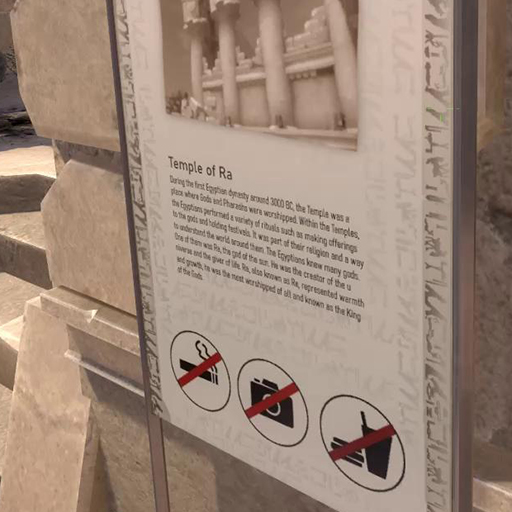 Temple of Ra
During the first Egyptian dynasty around 3000 BC, the Temple was a
place where Gods and Pharaohs were worshipped. Within the Temples,
the Egyptians performed a variety of rituals such as making offerings
to the gods and holding festivals. It was part of their religion and a way
to understand the world around them. The Egyptians knew many gods.
One of them was Ra, the god of the sun. He was the creator of the u
niverse and the giver of life. Ra, also known as Re, represented warmth
and growth, he was the most worshipped of all and known as the King
of the Gods.